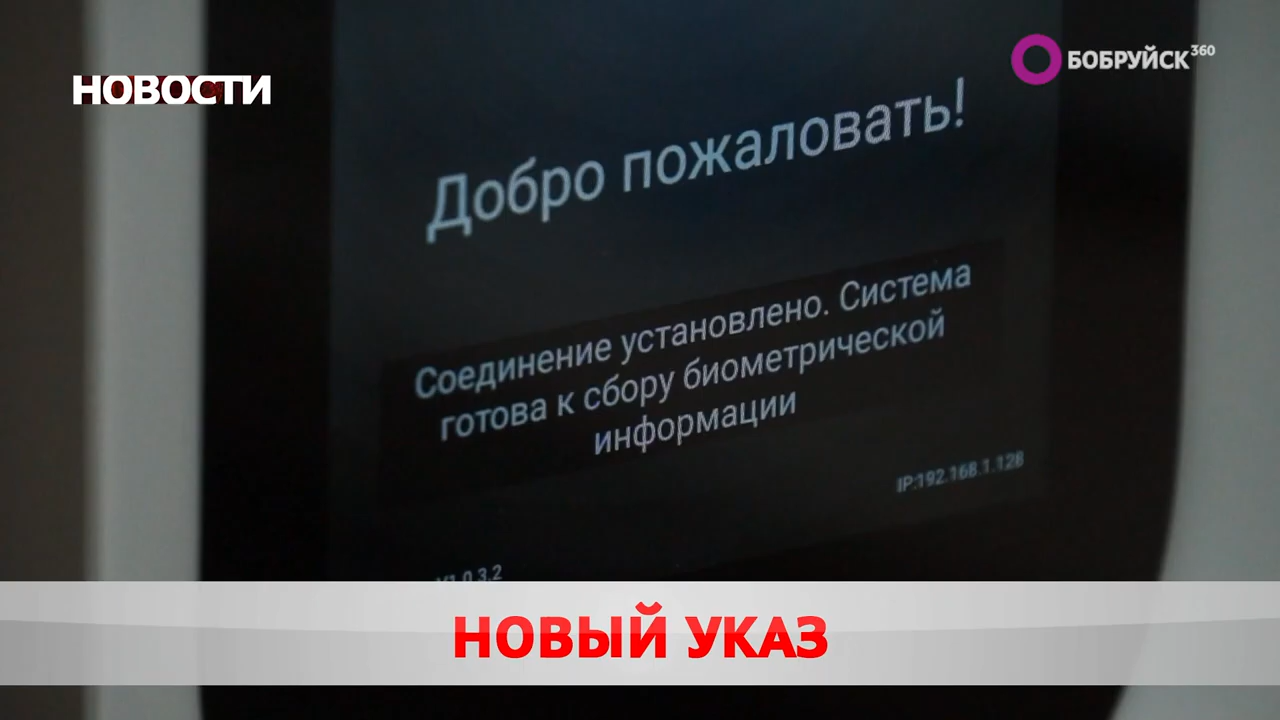 НОВОСТИ
БОБРУЙСК360
Добро пожаловать!
Соединение установлено. Система
готова к сбору биометрической
информации
IP:192.168.1.128
V1.0.3.2
НОВЫЙ УКАЗ